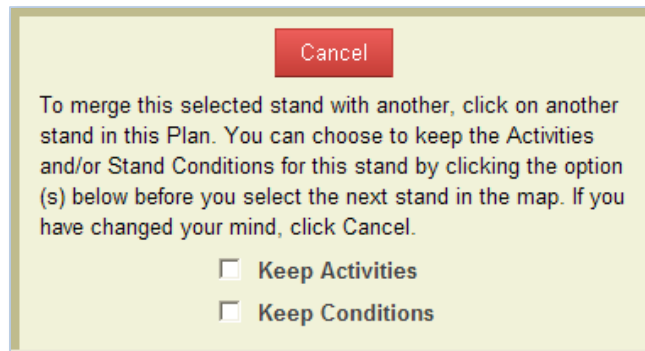 Cancel
To merge this selected stand with another, click on another
stand in this Plan. You can choose to keep the Activities
and/or Stand Conditions for this stand by clicking the option
(s) below before you select the next stand in the map. If you
have changed your mind, click Cancel.
Keep Activities
Keep Conditions